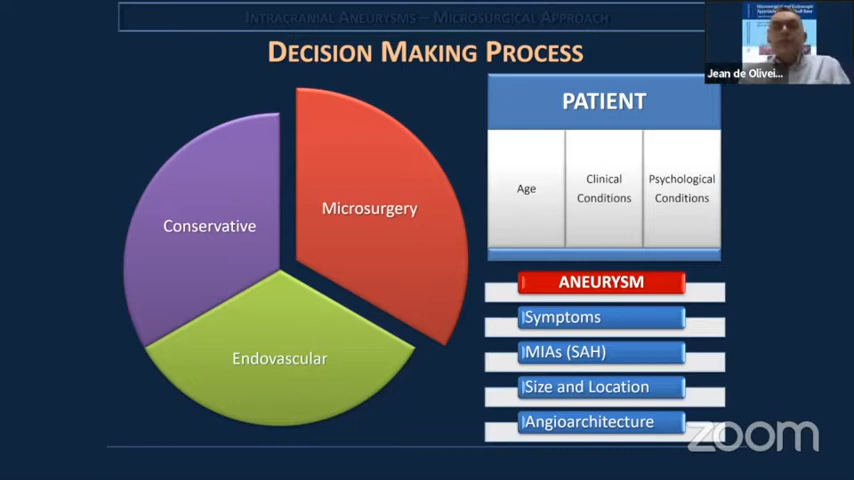 INTRACRANIAL ANEURYSMS – MICROSURGICAL APPROACH
DECISION MAKING PROCESS
Jean de Olivei...
Conservative
Microsurgery
Endovascular
PATIENT
Age
Clinical
Conditions
Psychological
Conditions
ANEURYSM
Symptoms
MIAs (SAH)
Size and Location
Angioarchitecture
zoom